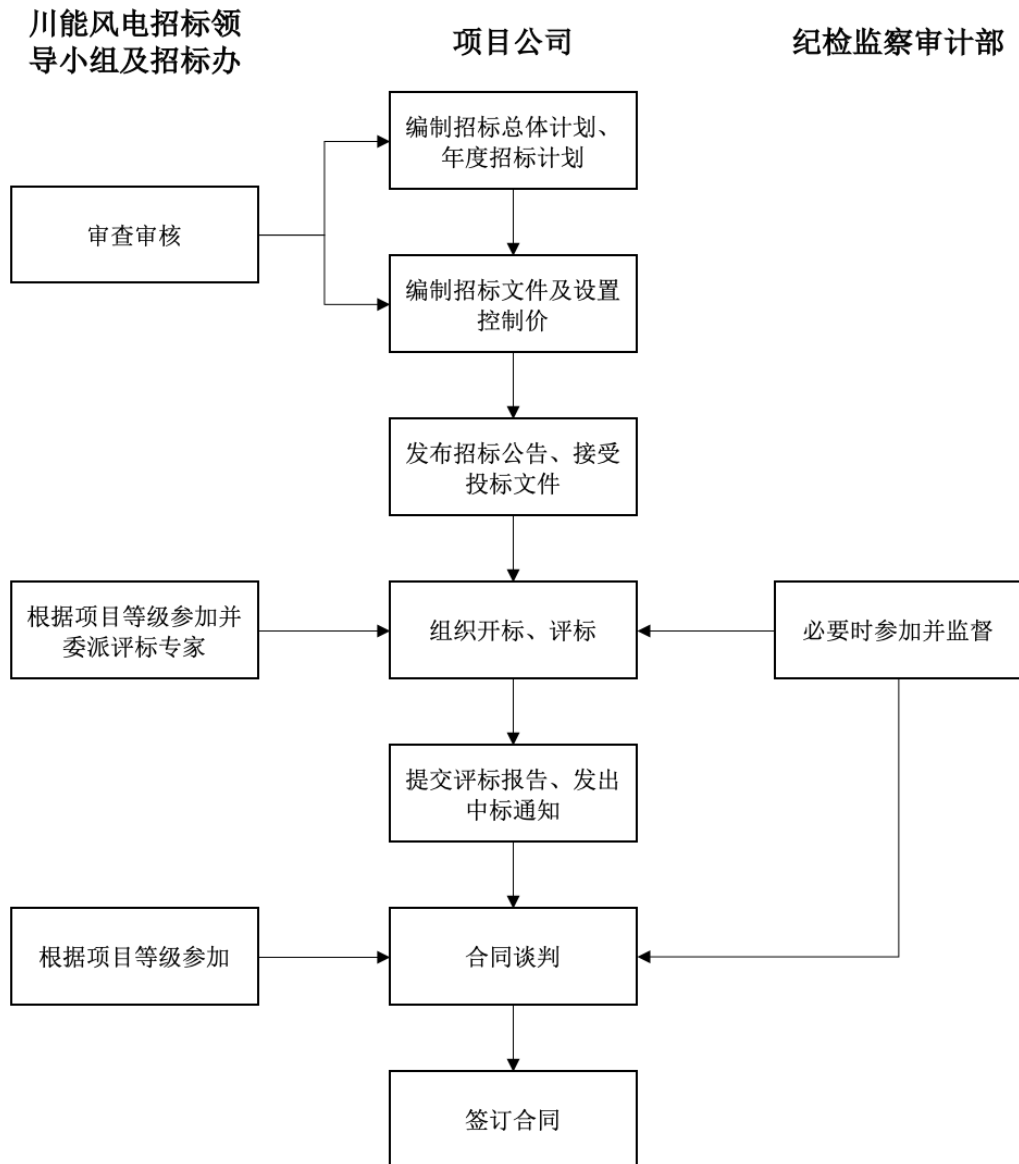 川能风电招标领
导小组及招标办
项目公司
纪检监察审计部
编制招标总体计划、
年度招标计划
审查审核
编制招标文件及设置
控制价
发布招标公告、接受
投标文件
根据项目等级参加并
委派评标专家
组织开标、评标
必要时参加并监督
提交评标报告、发出
中标通知
根据项目等级参加
合同谈判
签订合同